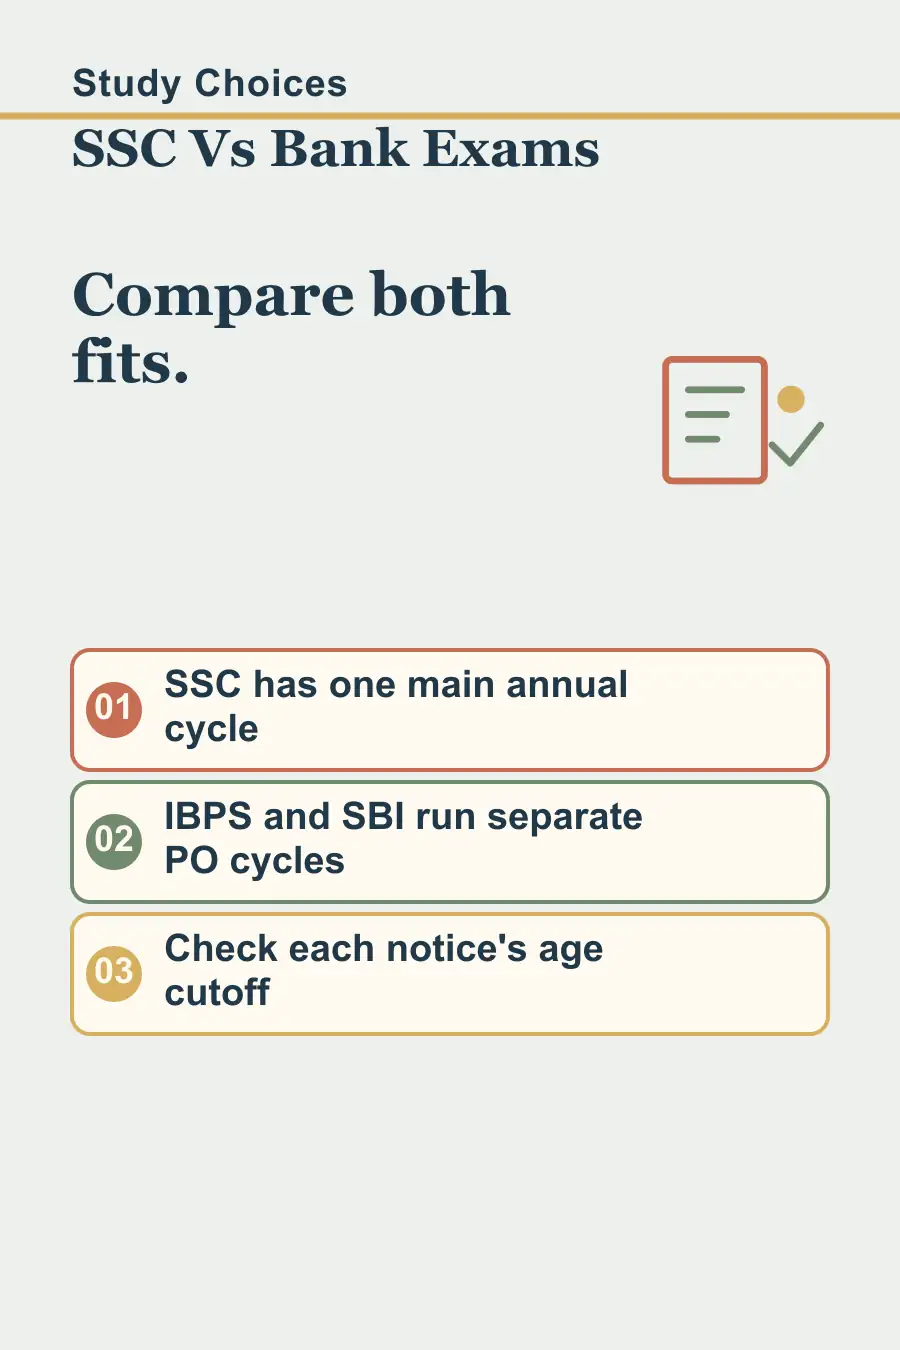 Study Choices
SSC Vs Bank Exams
Compare both
fits.
01
SSC has one main annual
cycle
02
IBPS and SBI run separate
PO cycles
03
Check each notice's age
cutoff